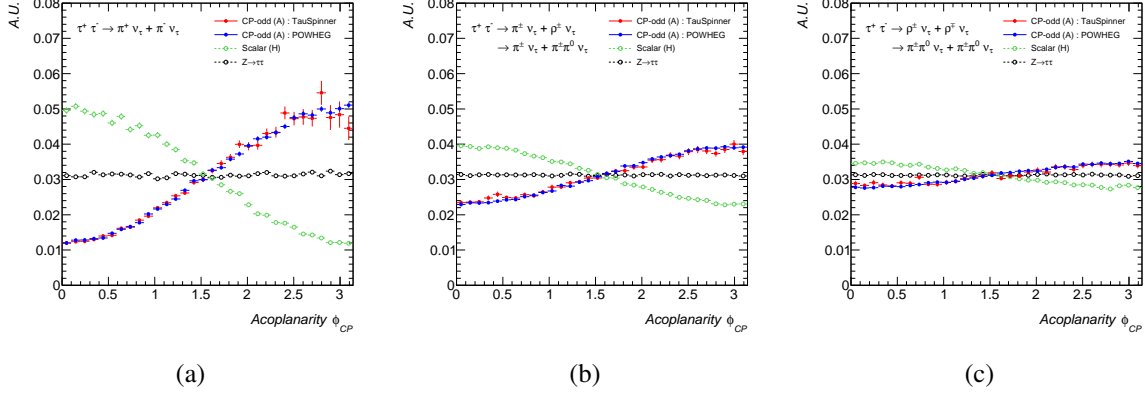 A.U.
0.08
0.07
0.06
0.05
0.04
0.03
0.02
0.01
0
τ⁺ τ⁻ → π⁺ ν_τ + π⁻ ν_τ
CP-odd (A) : TauSpinner
CP-odd (A) : POWHEG
Scalar (H)
Z→ττ
0 0.5 1 1.5 2 2.5 3
Acoplanarity ϕ_CP
(a)
A.U.
0.08
0.07
0.06
0.05
0.04
0.03
0.02
0.01
0
τ⁺ τ⁻ → π^± ν_τ + ρ^± ν_τ
→ π^± ν_τ + π^±π⁰ ν_τ
CP-odd (A) : TauSpinner
CP-odd (A) : POWHEG
Scalar (H)
Z→ττ
0 0.5 1 1.5 2 2.5 3
Acoplanarity ϕ_CP
(b)
A.U.
0.08
0.07
0.06
0.05
0.04
0.03
0.02
0.01
0
τ⁺ τ⁻ → ρ^± ν_τ + ρ^∓ ν_τ
→ π^±π⁰ ν_τ + π^±π⁰ ν_τ
CP-odd (A) : TauSpinner
CP-odd (A) : POWHEG
Scalar (H)
Z→ττ
0 0.5 1 1.5 2 2.5 3
Acoplanarity ϕ_CP
(c)